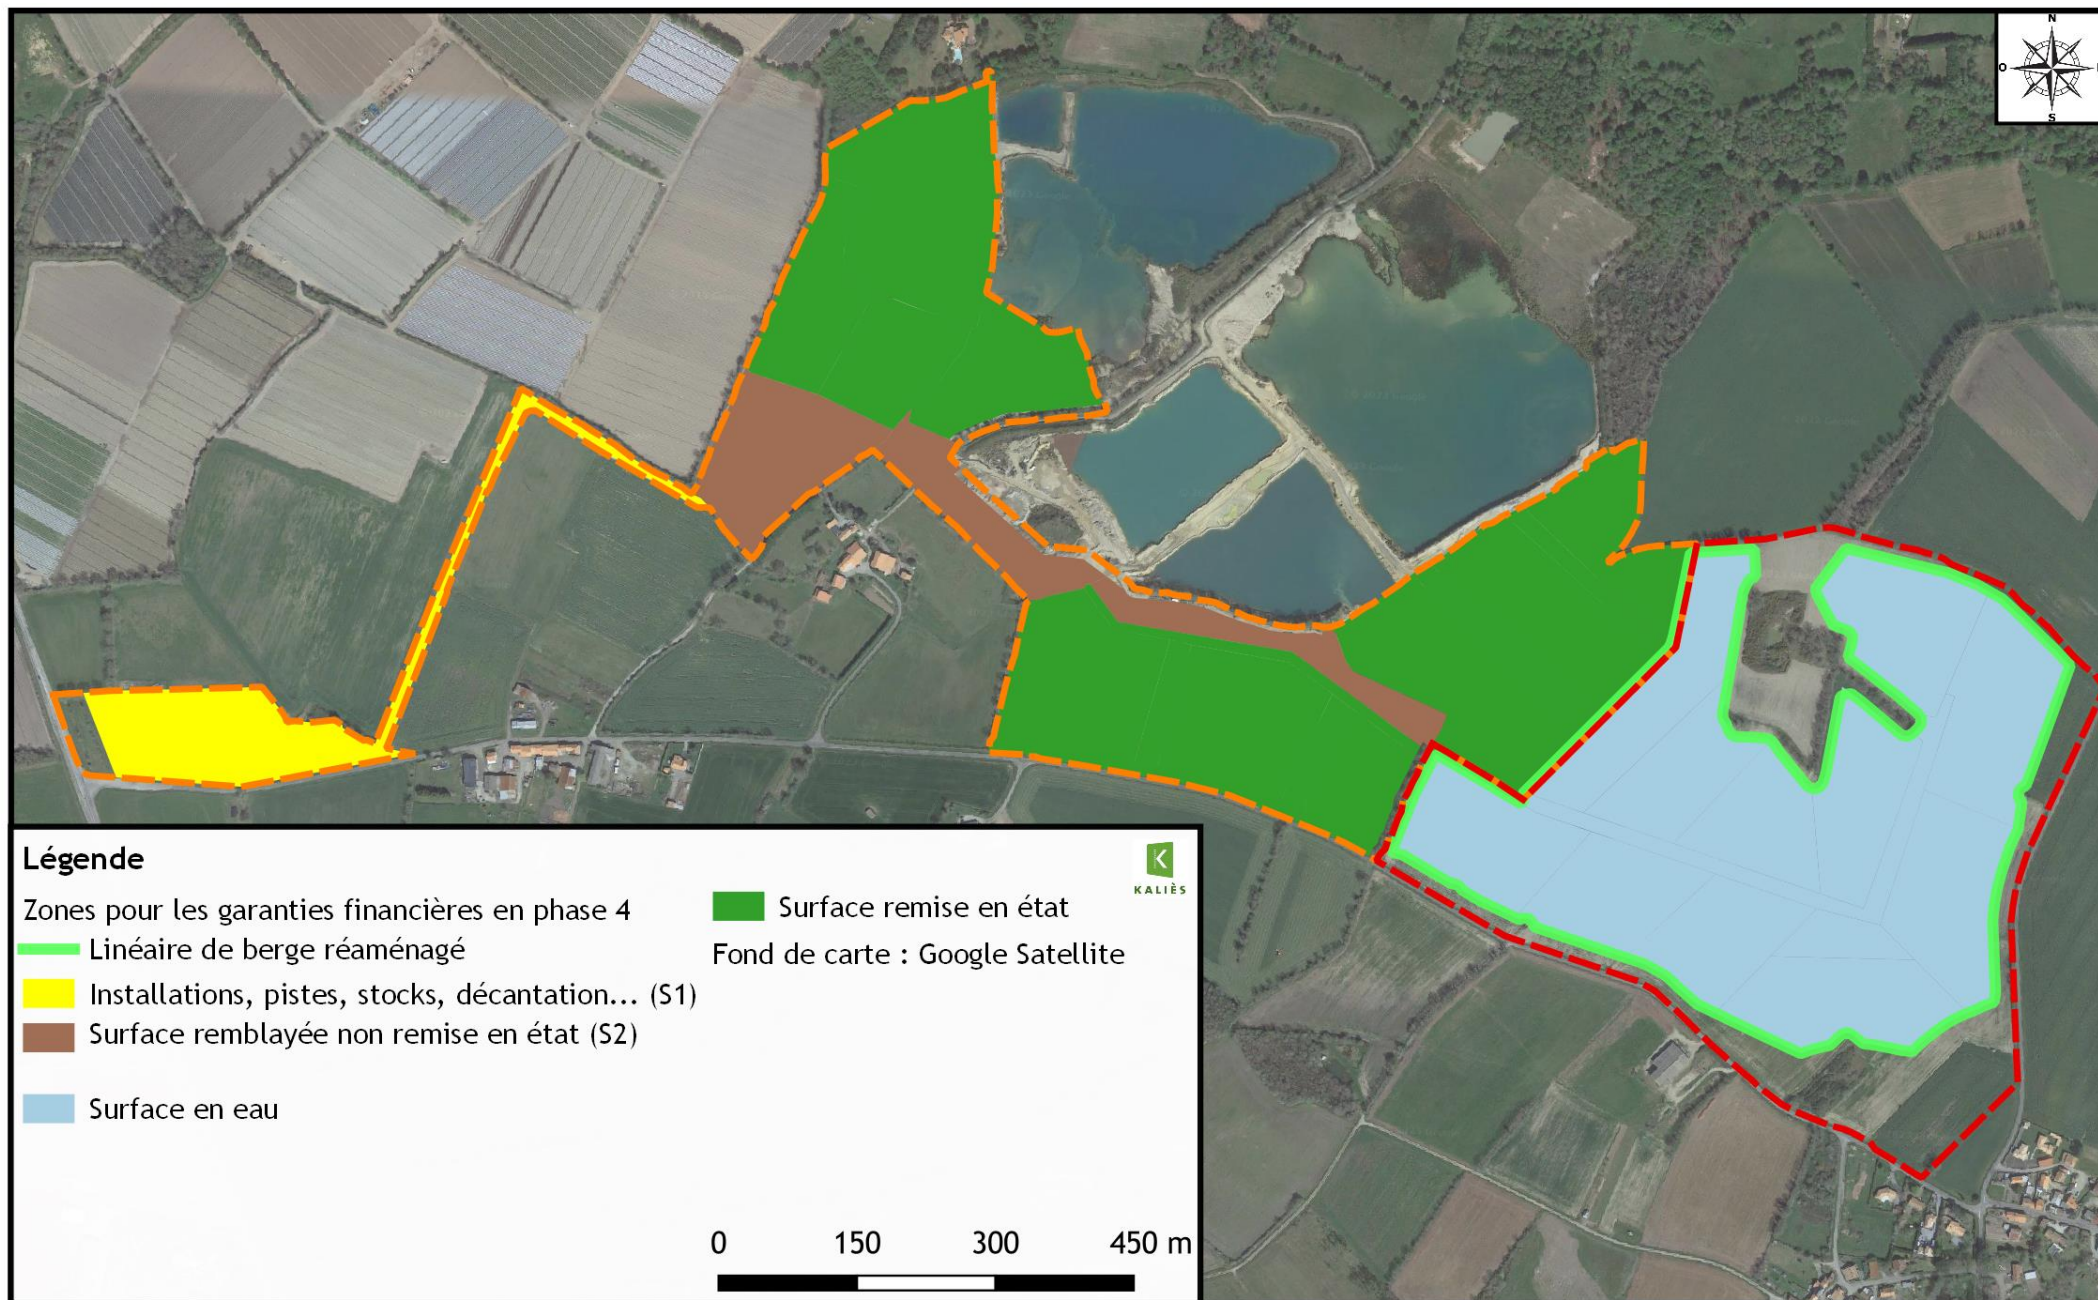 N
O
S
Légende
KALIÈS
Zones pour les garanties financières en phase 4
Linéaire de berge réaménagé
Installations, pistes, stocks, décantation... (S1)
Surface remblayée non remise en état (S2)
Surface en eau
Surface remise en état
Fond de carte : Google Satellite
0 150 300 450 m